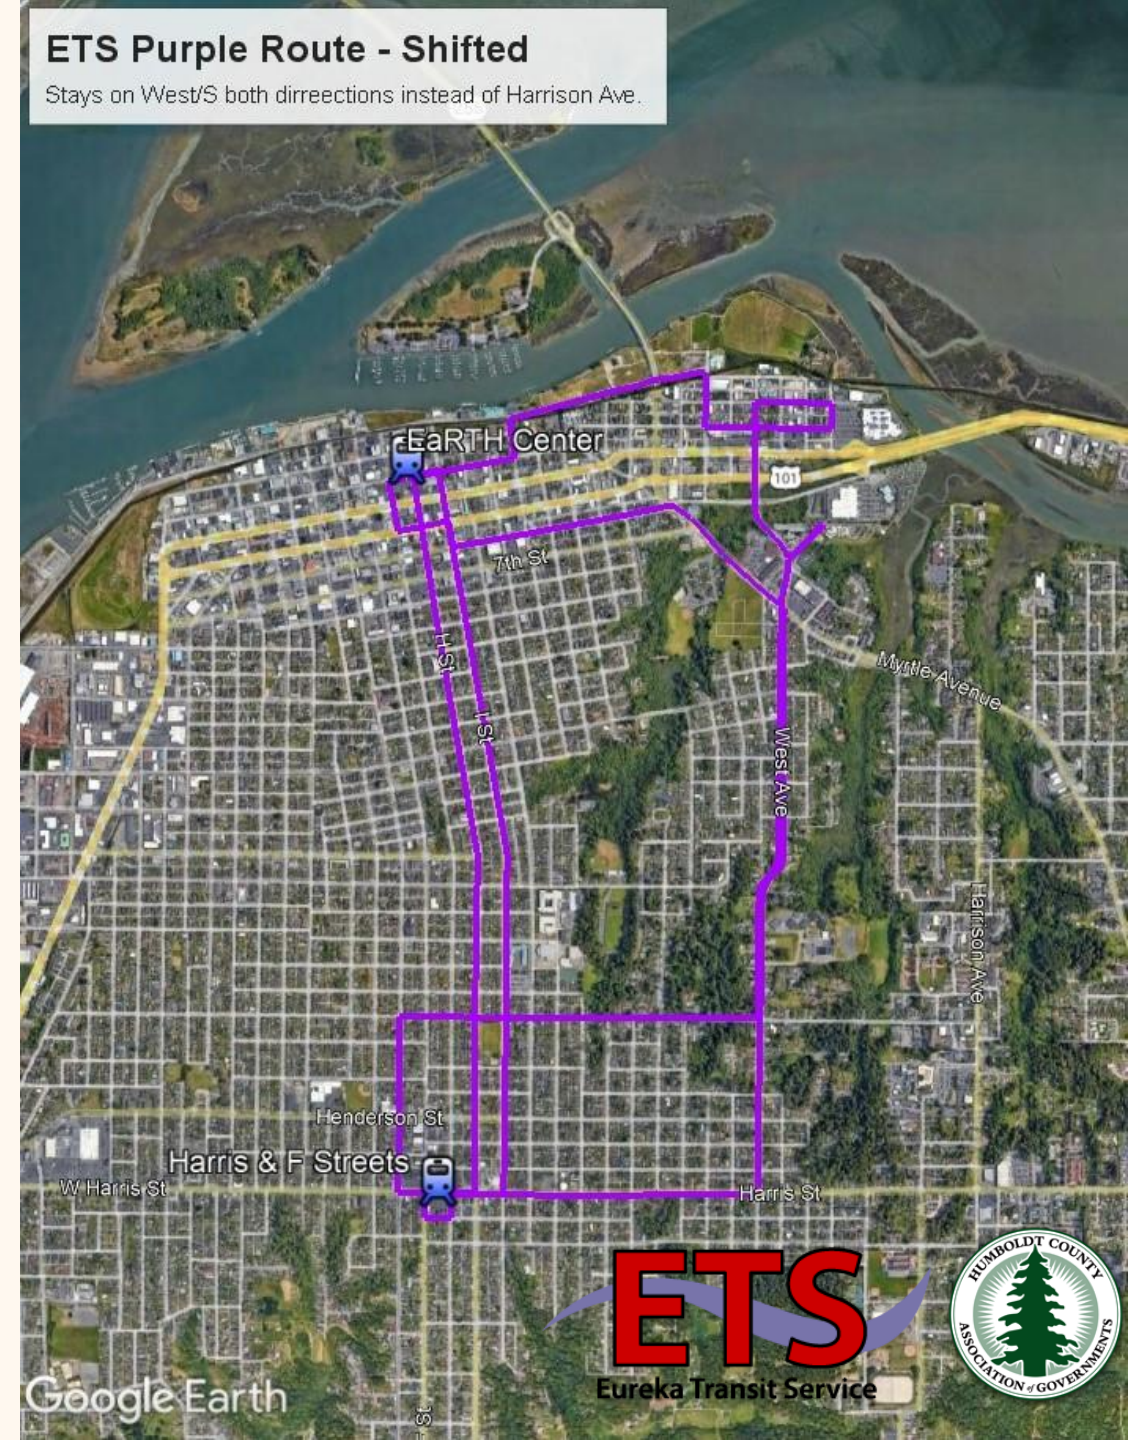 ETS Purple Route - Shifted
Stays on West/S both dirreections instead of Harrison Ave.
EaRTH Center
101
7th St
H St
I St
Myrtle Avenue
West Ave
Harrison Ave
Henderson St
Harris & F Streets
W Harris St
Harris St
ETS
Eureka Transit Service
HUMBOLDT COUNTY
ASSOCIATION of GOVERNMENTS
Google Earth
St